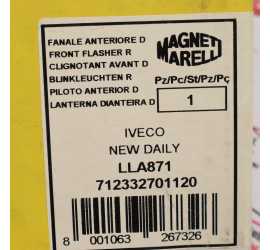 FANALE ANTERIORE D
FRONT FLASHER R
CLIGNOTANT AVANT D
BLINKLEUCHTEN R
PILOTO ANTERIOR D
LANTERNA DIANTEIRA D
MAGNETI
MARELLI
Pz/Pc/St/Pz/Pç
1
IVECO
NEW DAILY
LLA871
712332701120
8 001063 267326